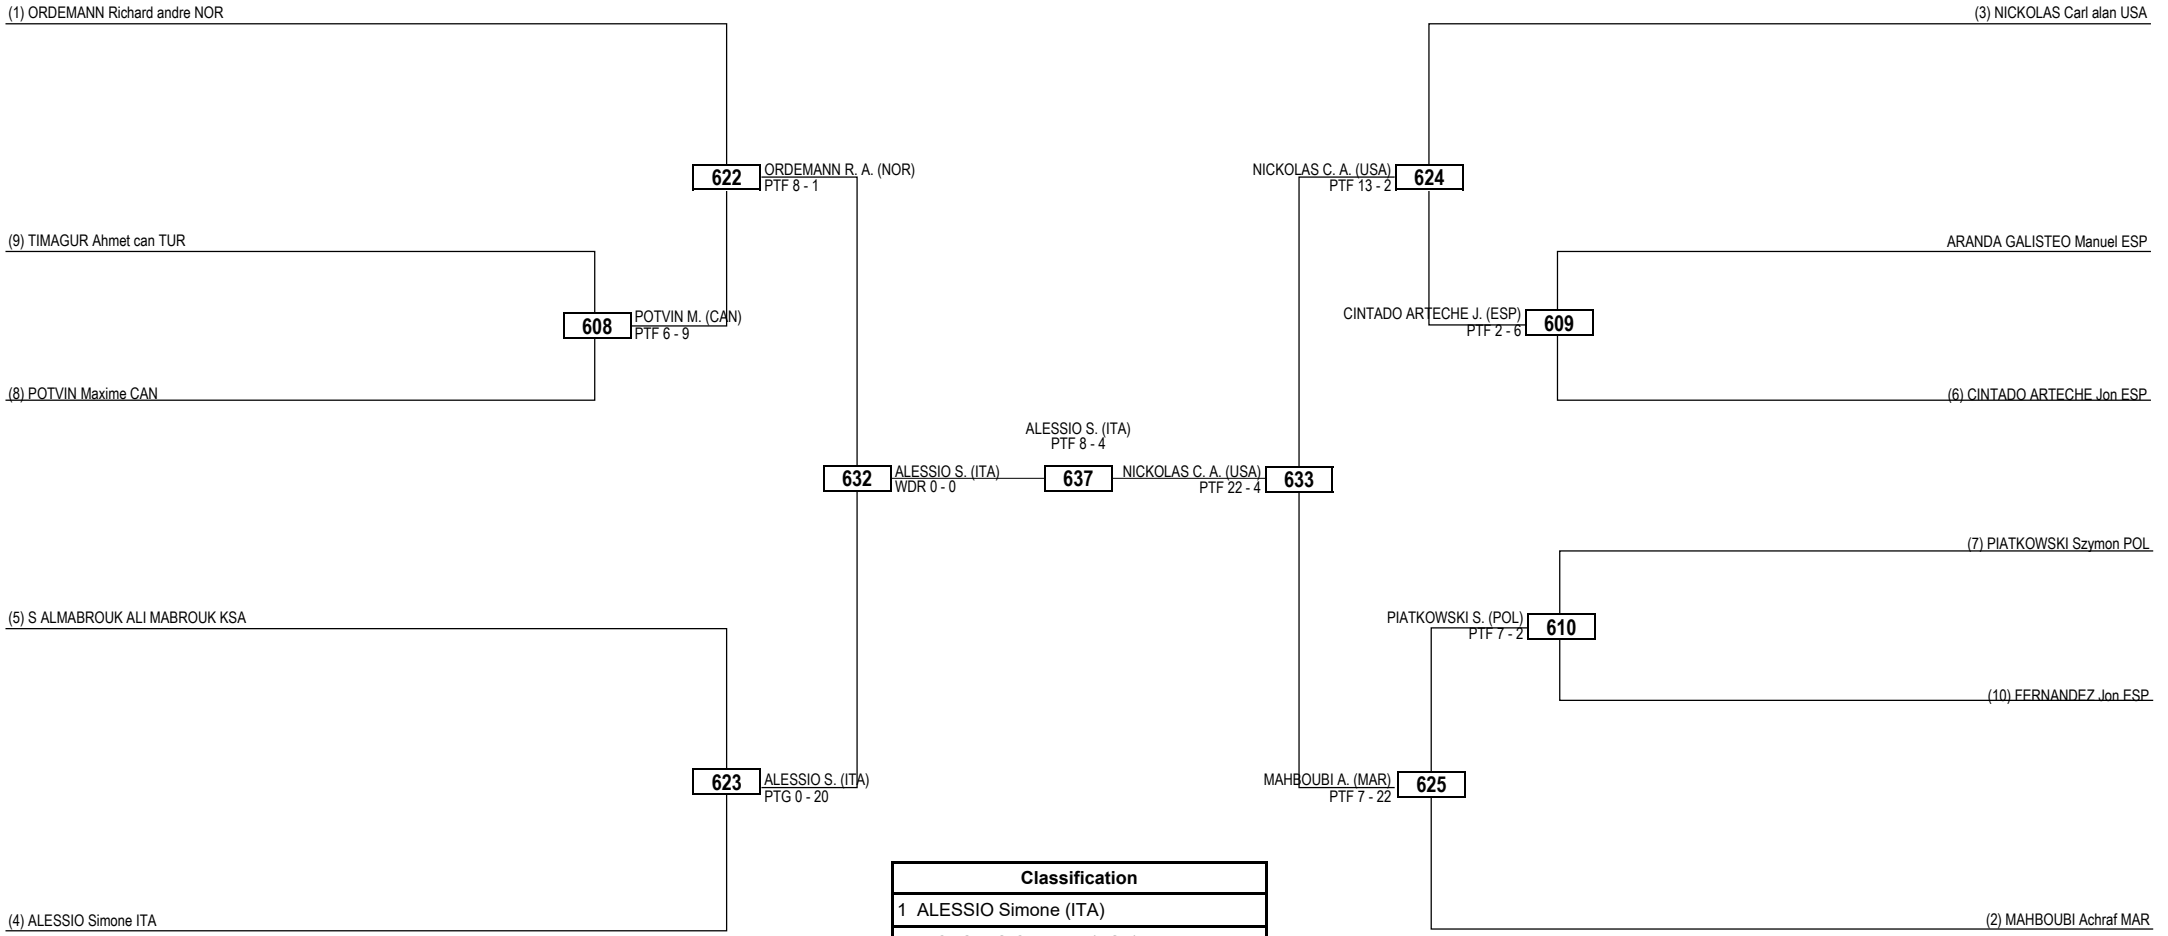 (1) ORDEMANN Richard andre NOR
(3) NICKOLAS Carl alan USA
622
ORDEMANN R. A. (NOR)
PTF 8 - 1
NICKOLAS C. A. (USA)
PTF 13 - 2
624
(9) TIMAGUR Ahmet can TUR
ARANDA GALISTEO Manuel ESP
608
POTVIN M. (CAN)
PTF 6 - 9
CINTADO ARTECHE J. (ESP)
PTF 2 - 6
609
(8) POTVIN Maxime CAN
(6) CINTADO ARTECHE Jon ESP
ALESSIO S. (ITA)
PTF 8 - 4
632
ALESSIO S. (ITA)
WDR 0 - 0
637
NICKOLAS C. A. (USA)
PTF 22 - 4
633
(7) PIATKOWSKI Szymon POL
(5) S ALMABROUK ALI MABROUK KSA
PIATKOWSKI S. (POL)
PTF 7 - 2
610
(10) FERNANDEZ Jon ESP
623
ALESSIO S. (ITA)
PTG 0 - 20
MAHBOUBI A. (MAR)
PTF 7 - 22
625
Classification
1 ALESSIO Simone (ITA)
(4) ALESSIO Simone ITA
(2) MAHBOUBI Achraf MAR